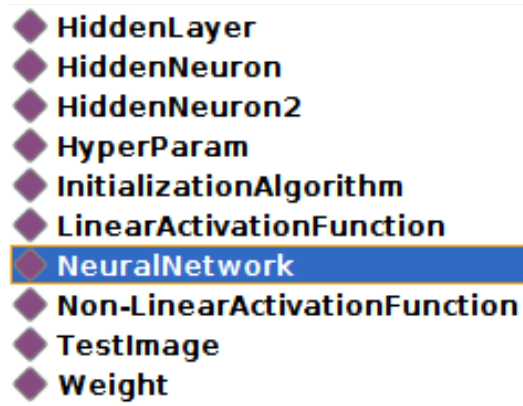 HiddenLayer
HiddenNeuron
HiddenNeuron2
HyperParam
InitializationAlgorithm
LinearActivationFunction
NeuralNetwork
Non-LinearActivationFunction
TestImage
Weight